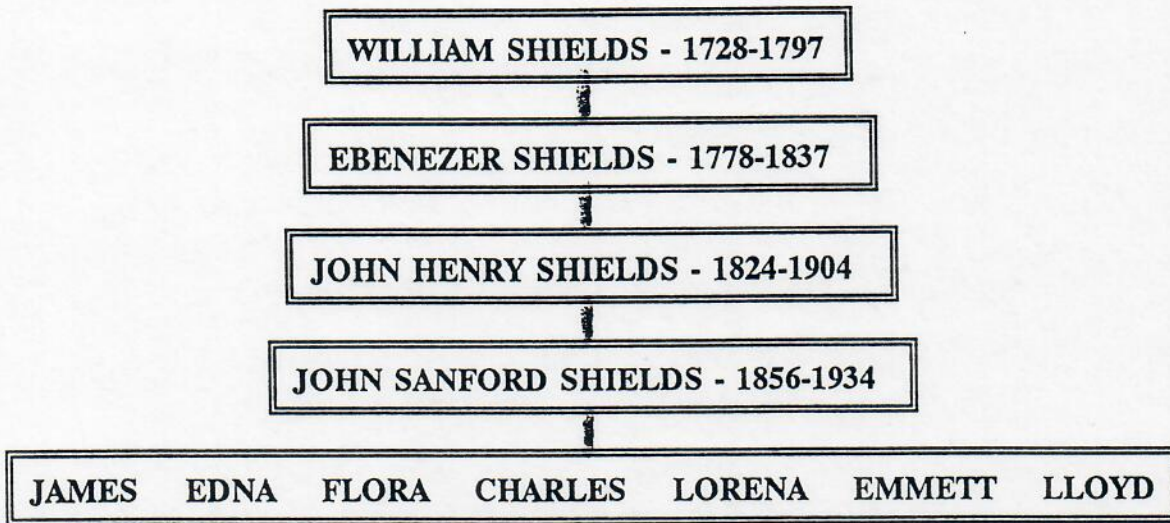 WILLIAM SHIELDS - 1728-1797
EBENEZER SHIELDS - 1778-1837
JOHN HENRY SHIELDS - 1824-1904
JOHN SANFORD SHIELDS - 1856-1934
JAMES EDNA FLORA CHARLES LORENA EMMETT LLOYD